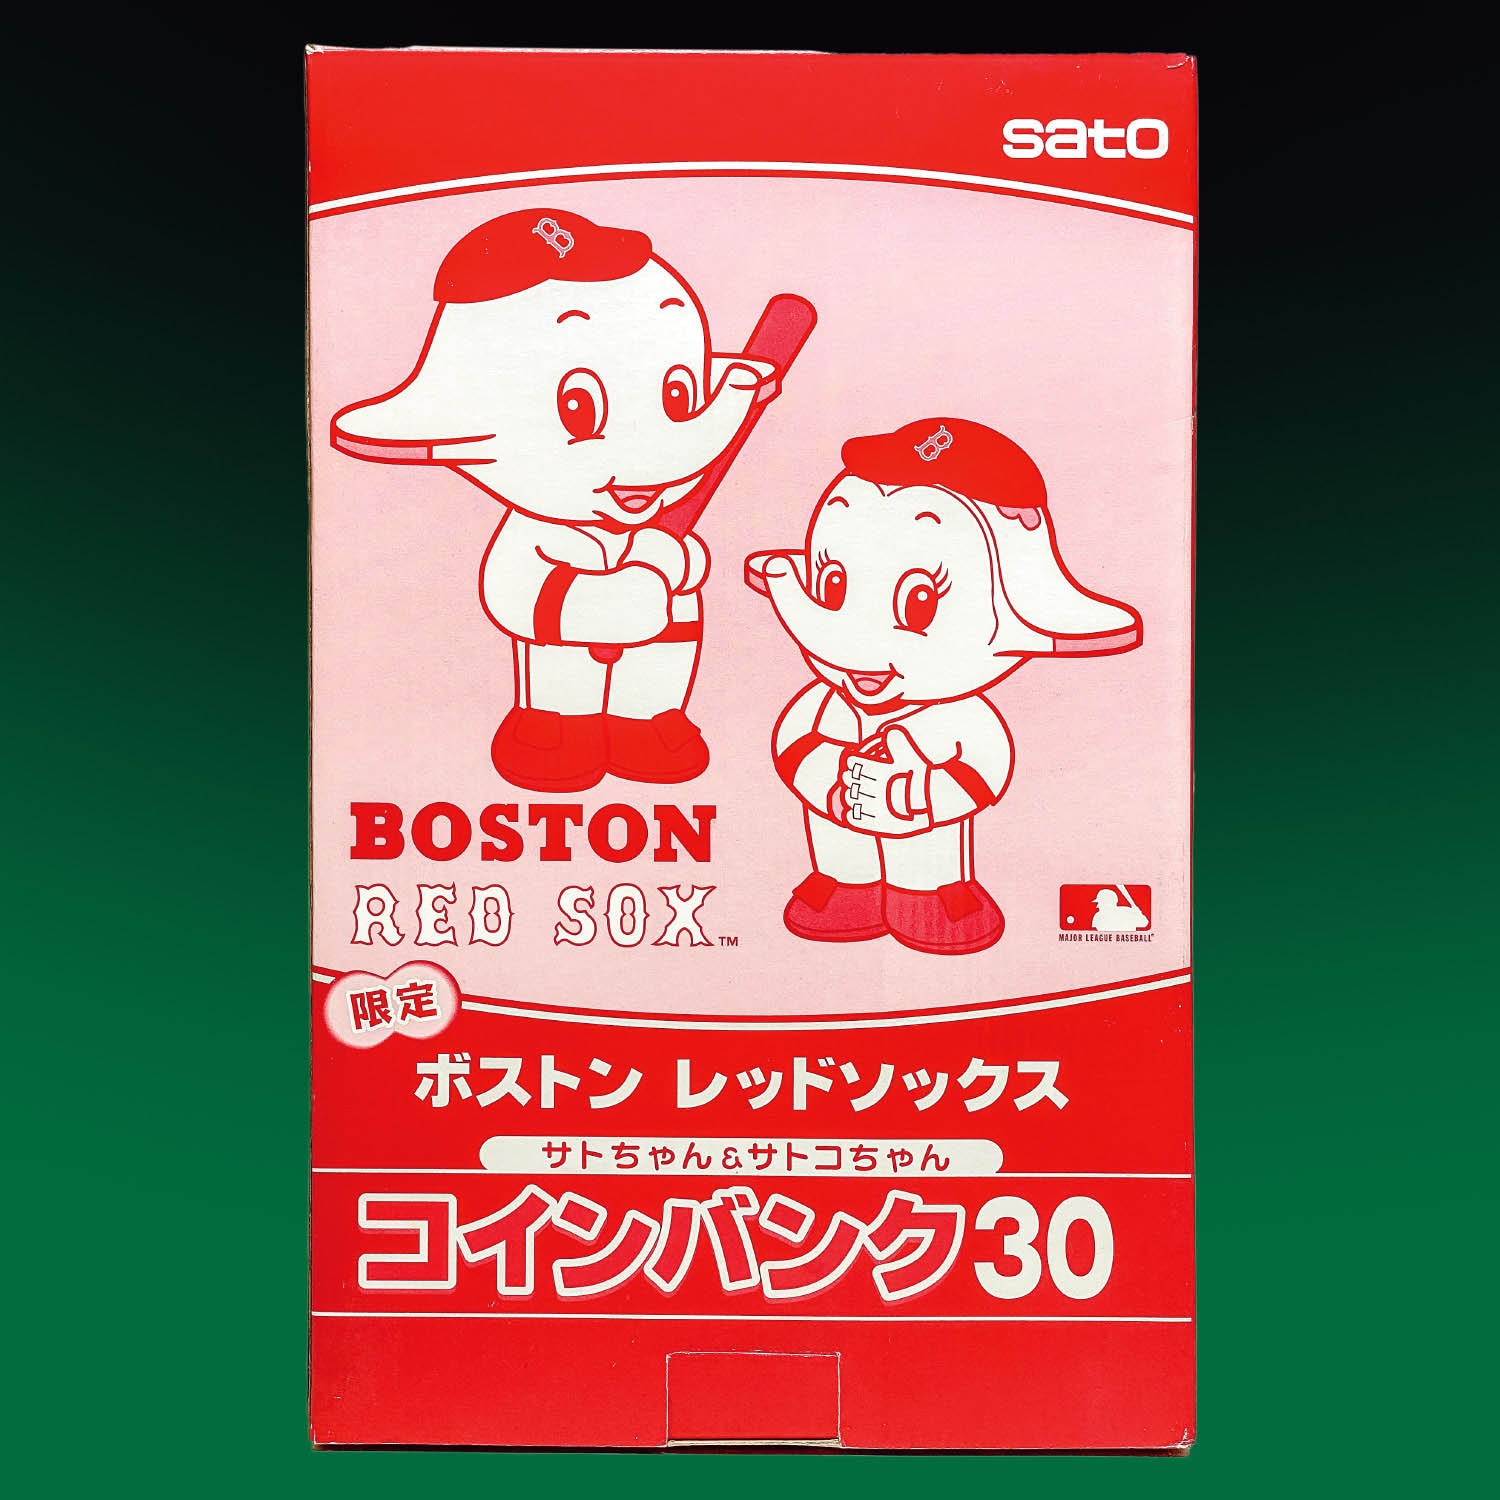 sato
B
B
BOSTON
RED SOX™
MAJOR LEAGUE BASEBALL®
限定
ボストン レッドソックス
サトちゃん&サトコちゃん
コインバンク30